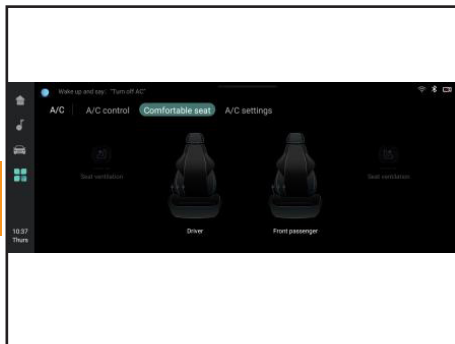 Wake up and say: "Turn off AC"
A/C
A/C control
Comfortable seat
A/C settings
Seat ventilation
Seat ventilation
Driver
Front passenger
10:37
Thurs